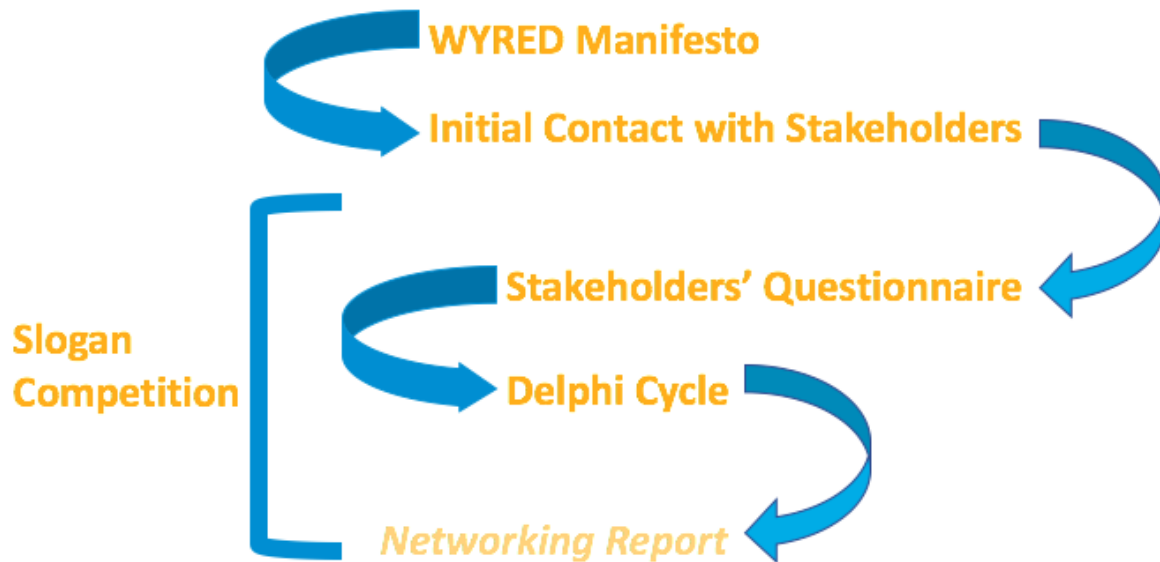 WYRED Manifesto
Initial Contact with Stakeholders
Stakeholders’ Questionnaire
Slogan
Competition
Delphi Cycle
Networking Report